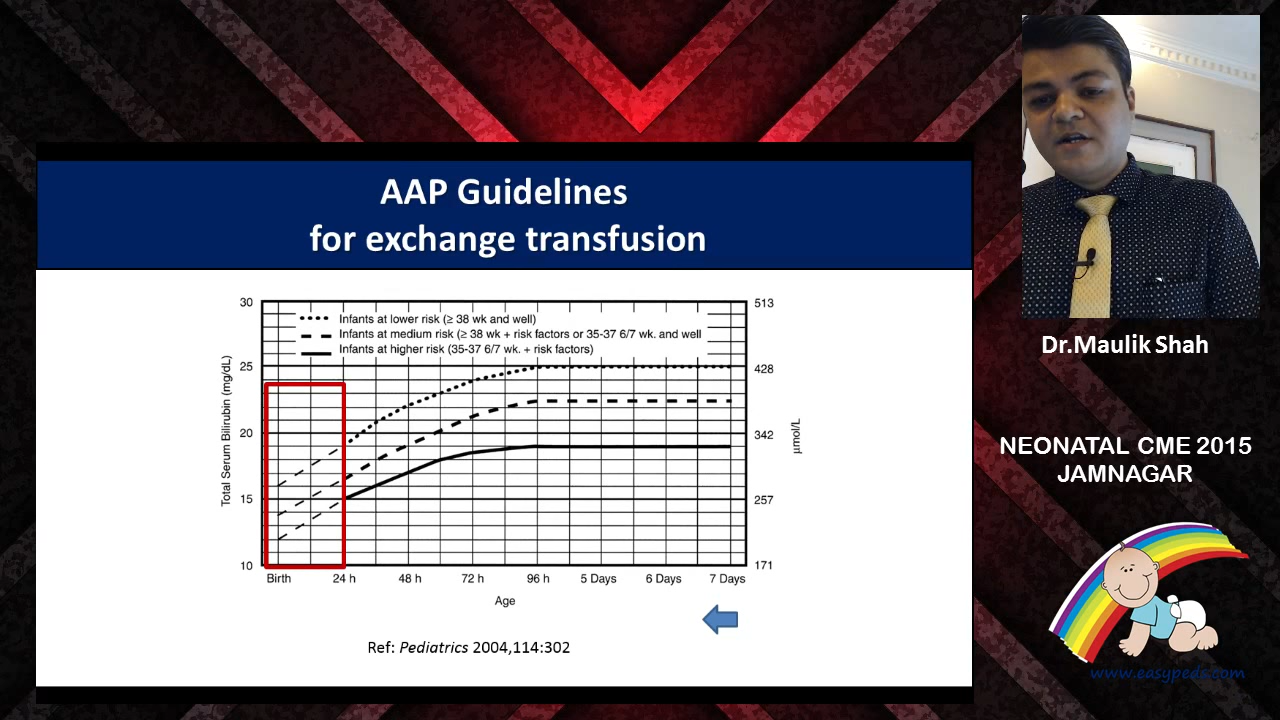 AAP Guidelines
for exchange transfusion
30
25
20
15
10
Total Serum Bilirubin (mg/dL)
Infants at lower risk (≥ 38 wk and well)
Infants at medium risk (≥ 38 wk + risk factors or 35-37 6/7 wk. and well
Infants at higher risk (35-37 6/7 wk. + risk factors)
513
428
342
257
171
µmol/L
Birth 24 h 48 h 72 h 96 h 5 Days 6 Days 7 Days
Age
Ref: Pediatrics 2004,114:302
Dr.Maulik Shah
NEONATAL CME 2015
JAMNAGAR
www.easypeds.com